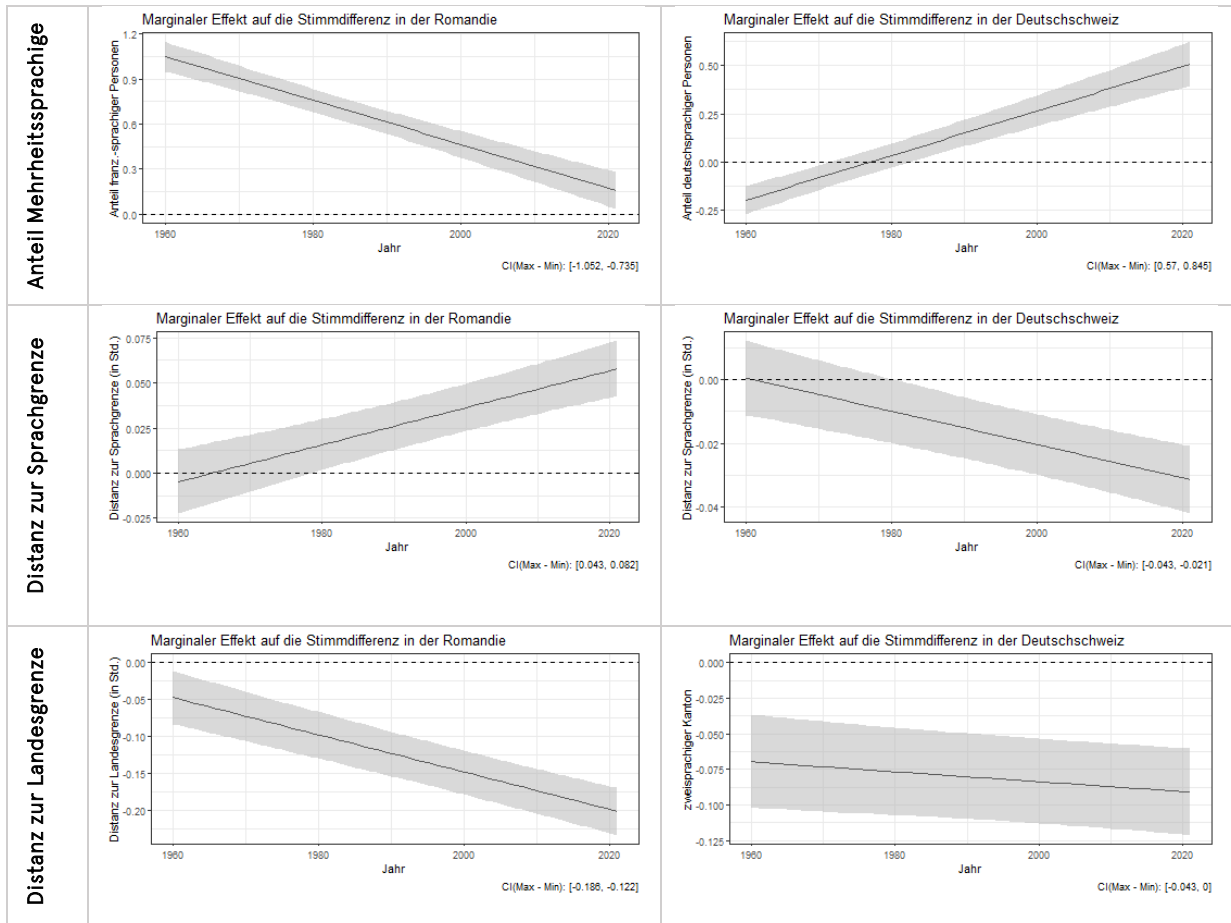 Anteil Mehrheitssprachige
Marginaler Effekt auf die Stimmdifferenz in der Romandie
Anteil franz.-sprachiger Personen
1.2
0.9
0.6
0.3
0.0
1960 1980 2000 2020
Jahr
CI(Max - Min): [-1.052, -0.735]
Marginaler Effekt auf die Stimmdifferenz in der Deutschschweiz
Anteil deutschsprachiger Personen
0.50
0.25
0.00
-0.25
1960 1980 2000 2020
Jahr
CI(Max - Min): [0.57, 0.845]
Distanz zur Sprachgrenze
Marginaler Effekt auf die Stimmdifferenz in der Romandie
Distanz zur Sprachgrenze (in Std.)
0.075
0.050
0.025
0.000
-0.025
1960 1980 2000 2020
Jahr
CI(Max - Min): [0.043, 0.082]
Marginaler Effekt auf die Stimmdifferenz in der Deutschschweiz
Distanz zur Sprachgrenze (in Std.)
0.00
-0.02
-0.04
1960 1980 2000 2020
Jahr
CI(Max - Min): [-0.043, -0.021]
Distanz zur Landesgrenze
Marginaler Effekt auf die Stimmdifferenz in der Romandie
Distanz zur Landesgrenze (in Std.)
0.00
-0.05
-0.10
-0.15
-0.20
1960 1980 2000 2020
Jahr
CI(Max - Min): [-0.186, -0.122]
Marginaler Effekt auf die Stimmdifferenz in der Deutschschweiz
zweisprachiger Kanton
0.000
-0.025
-0.050
-0.075
-0.100
-0.125
1960 1980 2000 2020
Jahr
CI(Max - Min): [-0.043, 0]